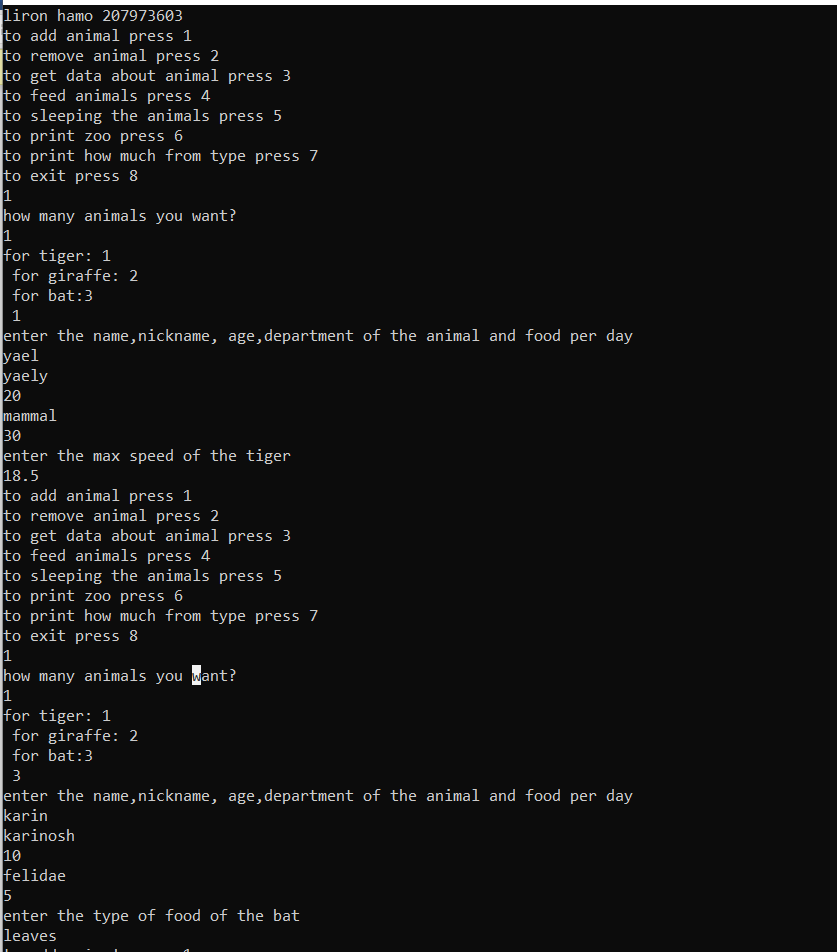 liron hamo 207973603
to add animal press 1
to remove animal press 2
to get data about animal press 3
to feed animals press 4
to sleeping the animals press 5
to print zoo press 6
to print how much from type press 7
to exit press 8
1
how many animals you want?
1
for tiger: 1
 for giraffe: 2
 for bat:3
 1
enter the name,nickname, age,department of the animal and food per day
yael
yaely
20
mammal
30
enter the max speed of the tiger
18.5
to add animal press 1
to remove animal press 2
to get data about animal press 3
to feed animals press 4
to sleeping the animals press 5
to print zoo press 6
to print how much from type press 7
to exit press 8
1
how many animals you want?
1
for tiger: 1
 for giraffe: 2
 for bat:3
 3
enter the name,nickname, age,department of the animal and food per day
karin
karinosh
10
felidae
5
enter the type of food of the bat
leaves